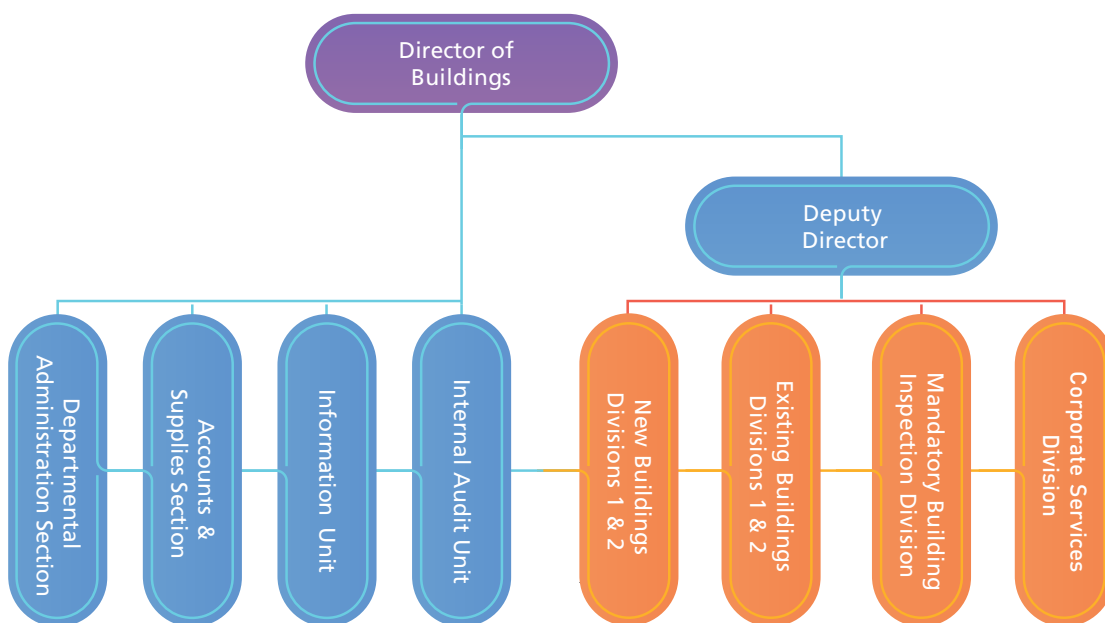 Director of
Buildings
Deputy
Director
Departmental
Administration Section
Accounts &
Supplies Section
Information Unit
Internal Audit Unit
New Buildings
Divisions 1 & 2
Existing Buildings
Divisions 1 & 2
Mandatory Building
Inspection Division
Corporate Services
Division